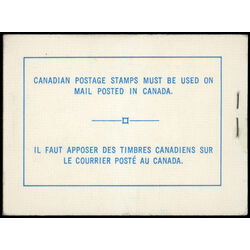 CANADIAN POSTAGE STAMPS MUST BE USED ON
MAIL POSTED IN CANADA.
IL FAUT APPOSER DES TIMBRES CANADIENS SUR
LE COURRIER POSTÉ AU CANADA.